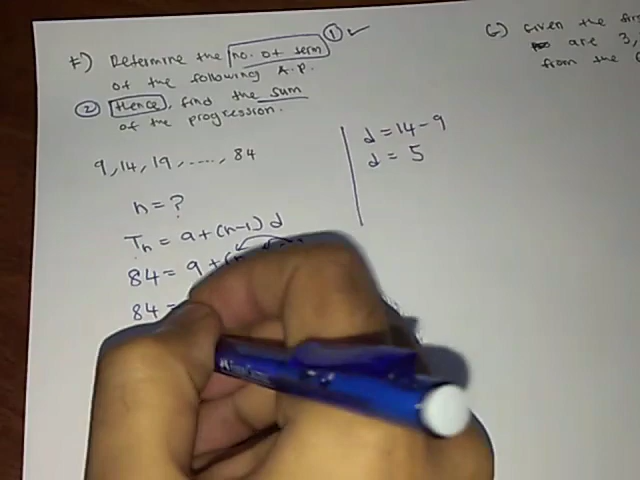 F) Determine the no. of term ① ✓
of the following A.P.
② Hence, find the sum
of the progression.
9, 14, 19, ....., 84
n = ?
Tn = a + (n-1) d
84 = 9 +
84 =
d = 14 - 9
d = 5
Given the
are 3,
from the